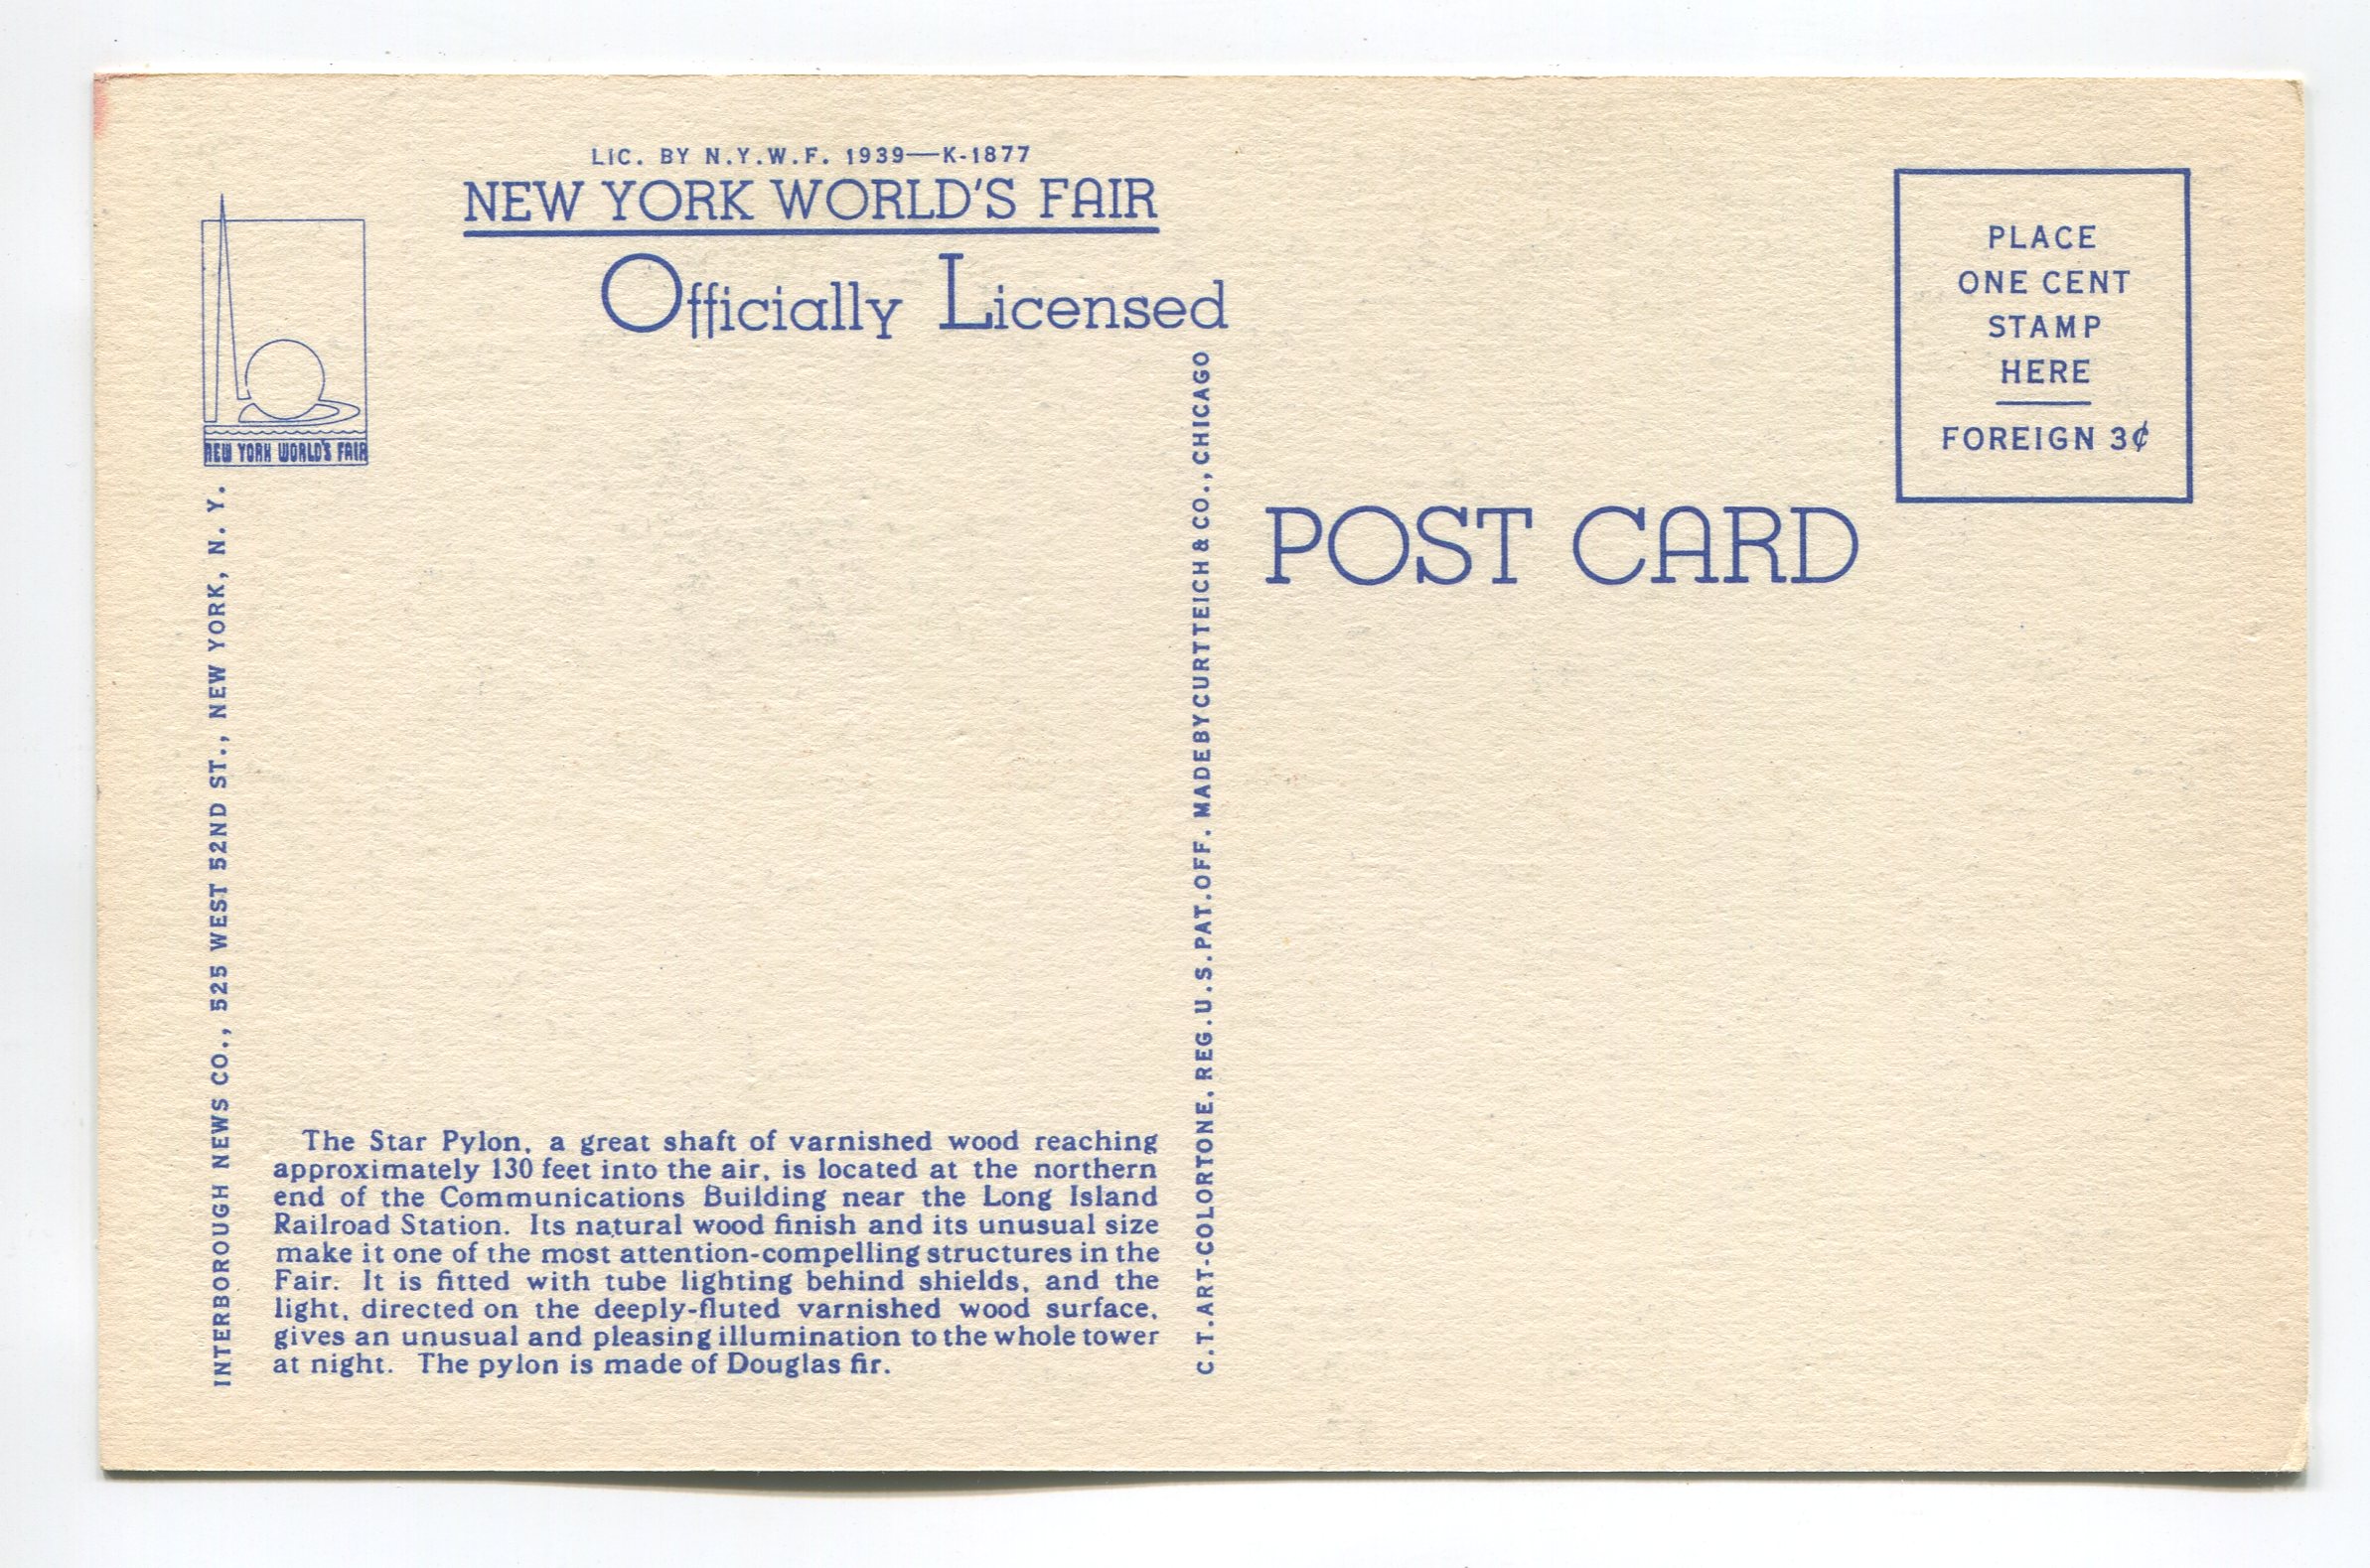 LIC. BY N.Y.W.F. 1939—K-1877
NEW YORK WORLD'S FAIR
Officially Licensed
NEW YORK WORLD'S FAIR
INTERBOROUGH NEWS CO., 525 WEST 52ND ST., NEW YORK, N. Y.
The Star Pylon, a great shaft of varnished wood reaching
approximately 130 feet into the air, is located at the northern
end of the Communications Building near the Long Island
Railroad Station. Its natural wood finish and its unusual size
make it one of the most attention-compelling structures in the
Fair. It is fitted with tube lighting behind shields, and the
light, directed on the deeply-fluted varnished wood surface,
gives an unusual and pleasing illumination to the whole tower
at night. The pylon is made of Douglas fir.
C.T.ART-COLORTONE. REG.U.S.PAT.OFF. MADE BY CURT TEICH & CO., CHICAGO
POST CARD
PLACE
ONE CENT
STAMP
HERE
FOREIGN 3¢